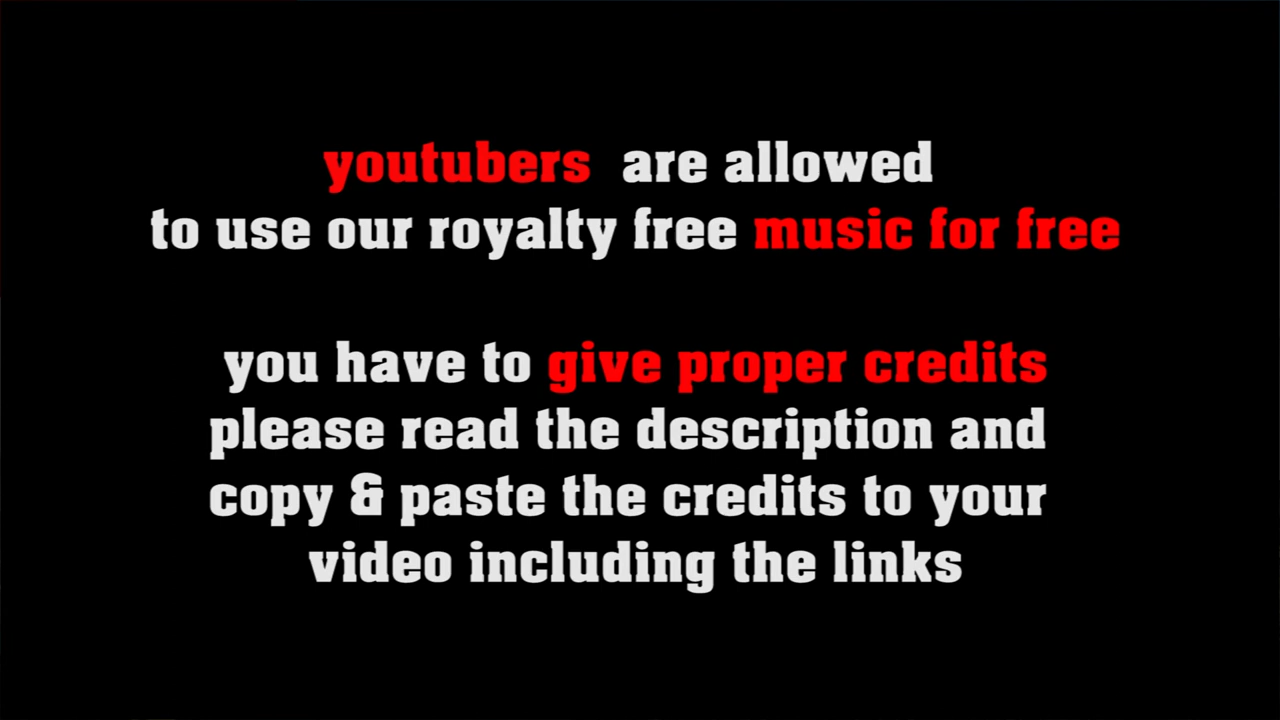 youtubers are allowed
to use our royalty free music for free
you have to give proper credits
please read the description and
copy & paste the credits to your
video including the links